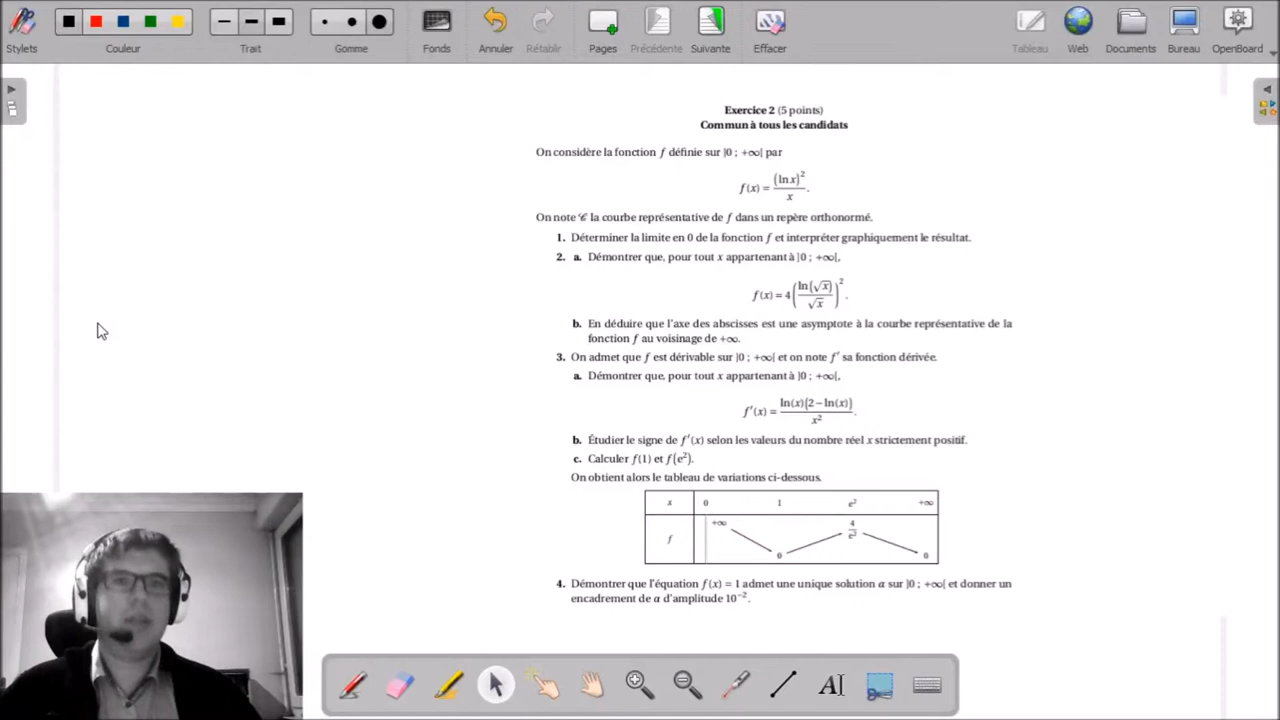 Stylets Couleur Trait Gomme Fonds Annuler Rétablir Pages Précédente Suivante Effacer Tableau Web Documents Bureau OpenBoard
Exercice 2 (5 points)
Commun à tous les candidats
On considère la fonction f définie sur ]0 ; +∞[ par
f(x) = (ln x)² / x.
On note 𝒞 la courbe représentative de f dans un repère orthonormé.
1. Déterminer la limite en 0 de la fonction f et interpréter graphiquement le résultat.
2. a. Démontrer que, pour tout x appartenant à ]0 ; +∞[,
f(x) = 4 (ln(√x) / √x)².
b. En déduire que l'axe des abscisses est une asymptote à la courbe représentative de la
fonction f au voisinage de +∞.
3. On admet que f est dérivable sur ]0 ; +∞[ et on note f′ sa fonction dérivée.
a. Démontrer que, pour tout x appartenant à ]0 ; +∞[,
f′(x) = ln(x)(2 − ln(x)) / x².
b. Étudier le signe de f′(x) selon les valeurs du nombre réel x strictement positif.
c. Calculer f(1) et f(e²).
On obtient alors le tableau de variations ci-dessous.
x 0 1 e² +∞
+∞ 4/e²
f
0 0
4. Démontrer que l'équation f(x) = 1 admet une unique solution α sur ]0 ; +∞[ et donner un
encadrement de α d'amplitude 10⁻².
AI